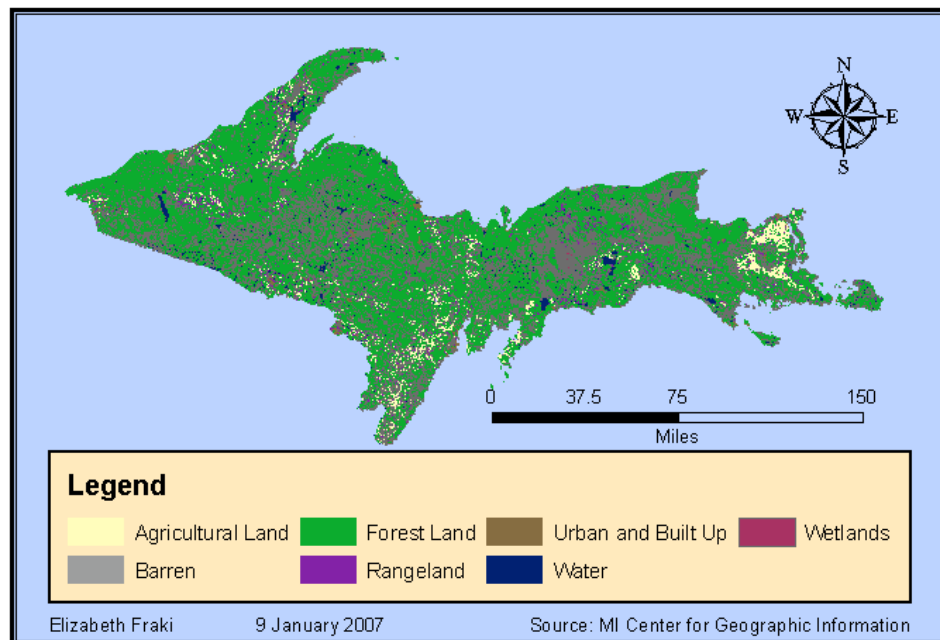 N
W E
S
0 37.5 75 150
Miles
Legend
Agricultural Land Forest Land Urban and Built Up Wetlands
Barren Rangeland Water
Elizabeth Fraki 9 January 2007 Source: MI Center for Geographic Information